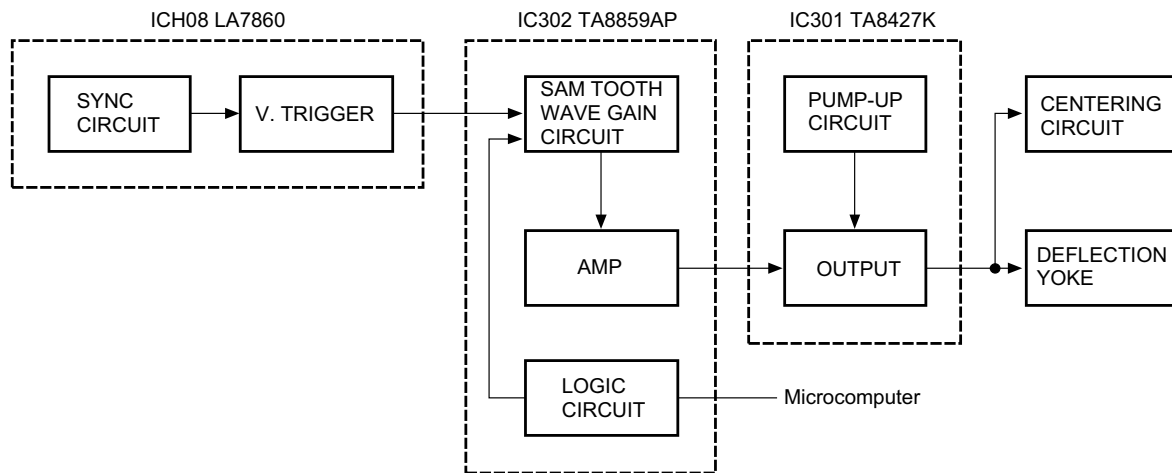 ICH08 LA7860
IC302 TA8859AP
IC301 TA8427K
SYNC
CIRCUIT
V. TRIGGER
SAM TOOTH
WAVE GAIN
CIRCUIT
PUMP-UP
CIRCUIT
CENTERING
CIRCUIT
AMP
OUTPUT
DEFLECTION
YOKE
LOGIC
CIRCUIT
Microcomputer